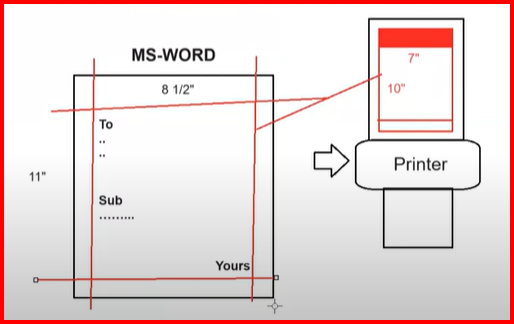 MS-WORD
8 1/2"
To
..
..
11"
Sub
.........
Yours
7"
10"
Printer